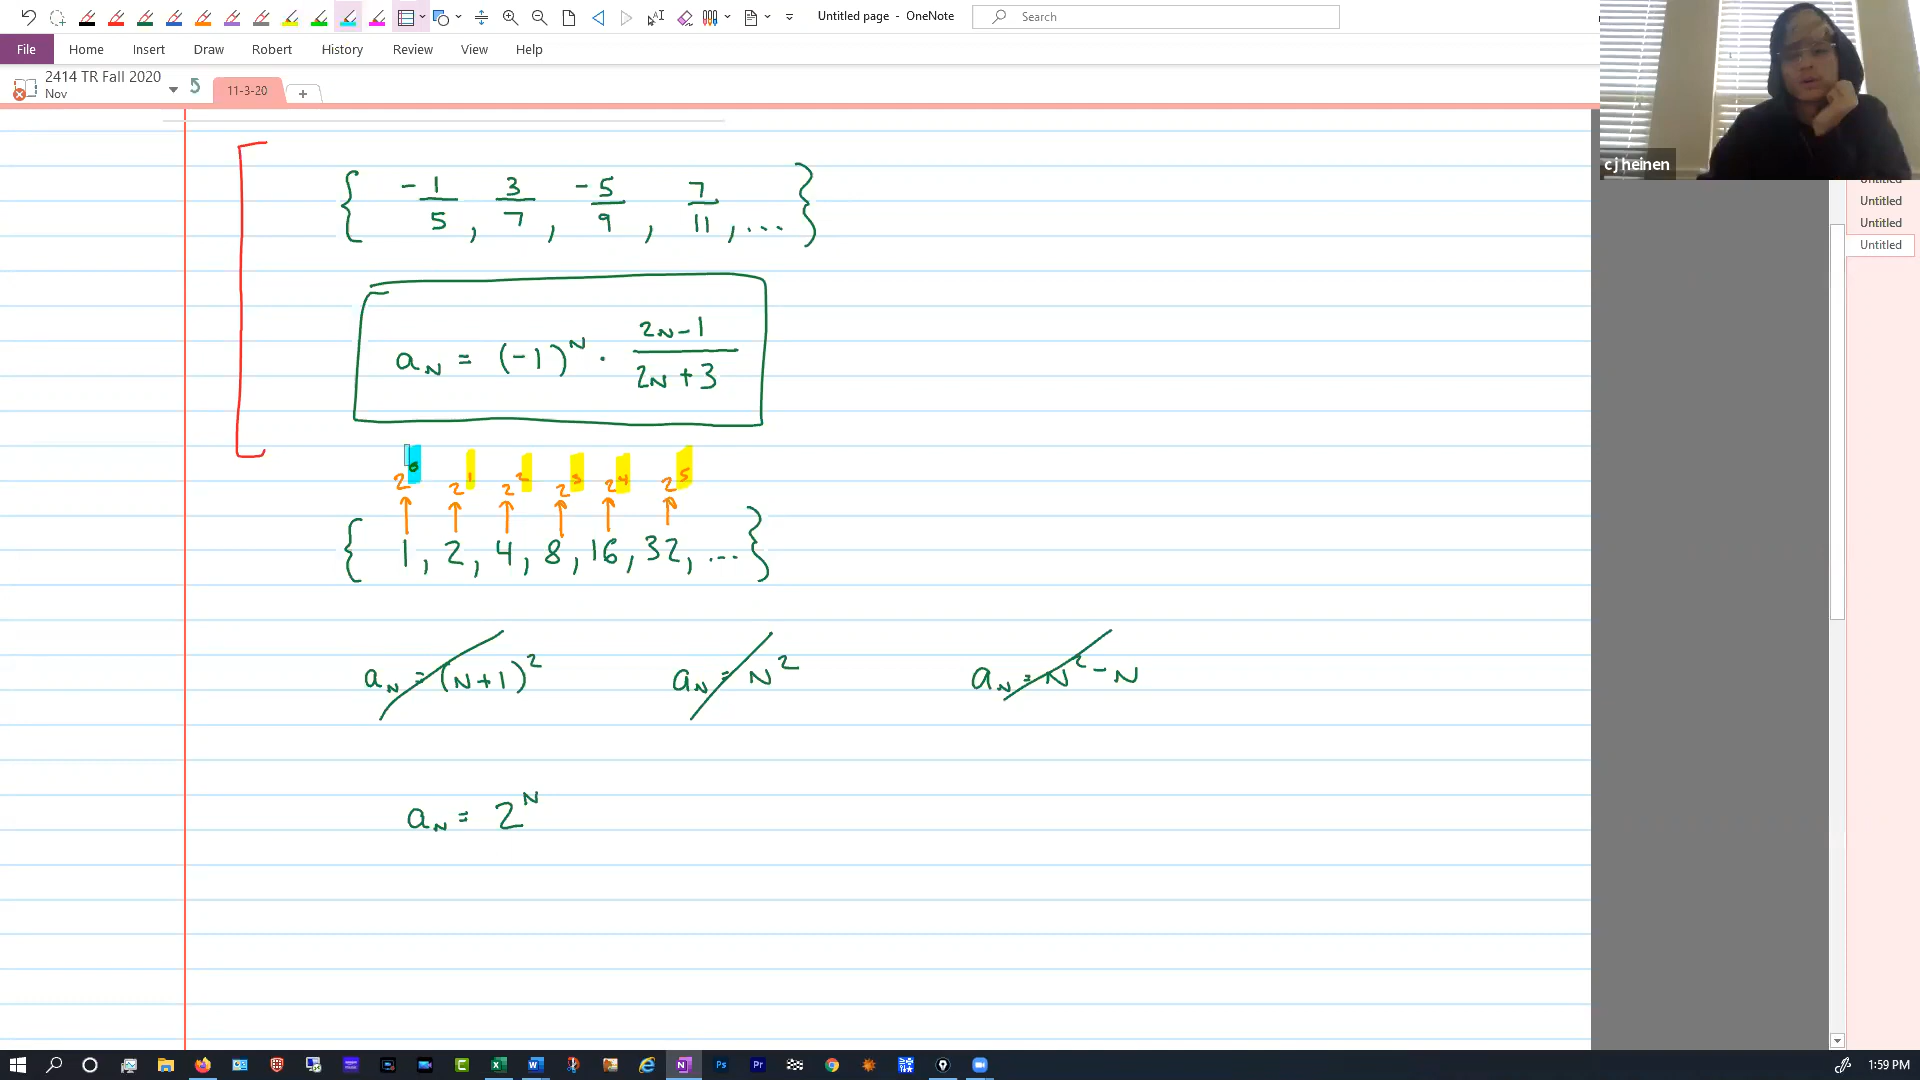 Untitled page - OneNote
Search
File Home Insert Draw Robert History Review View Help
2414 TR Fall 2020
Nov
11-3-20
cj heinen
Untitled
Untitled
Untitled
Untitled
{ -1/5, 3/7, -5/9, 7/11, ... }
a_N = (-1)^N · (2N-1)/(2N+3)
2^0 2^1 2^2 2^3 2^4 2^5
{ 1, 2, 4, 8, 16, 32, ... }
a_N = (N+1)^2 a_N = N^2 a_N = N^2 - N
a_N = 2^N
1:59 PM